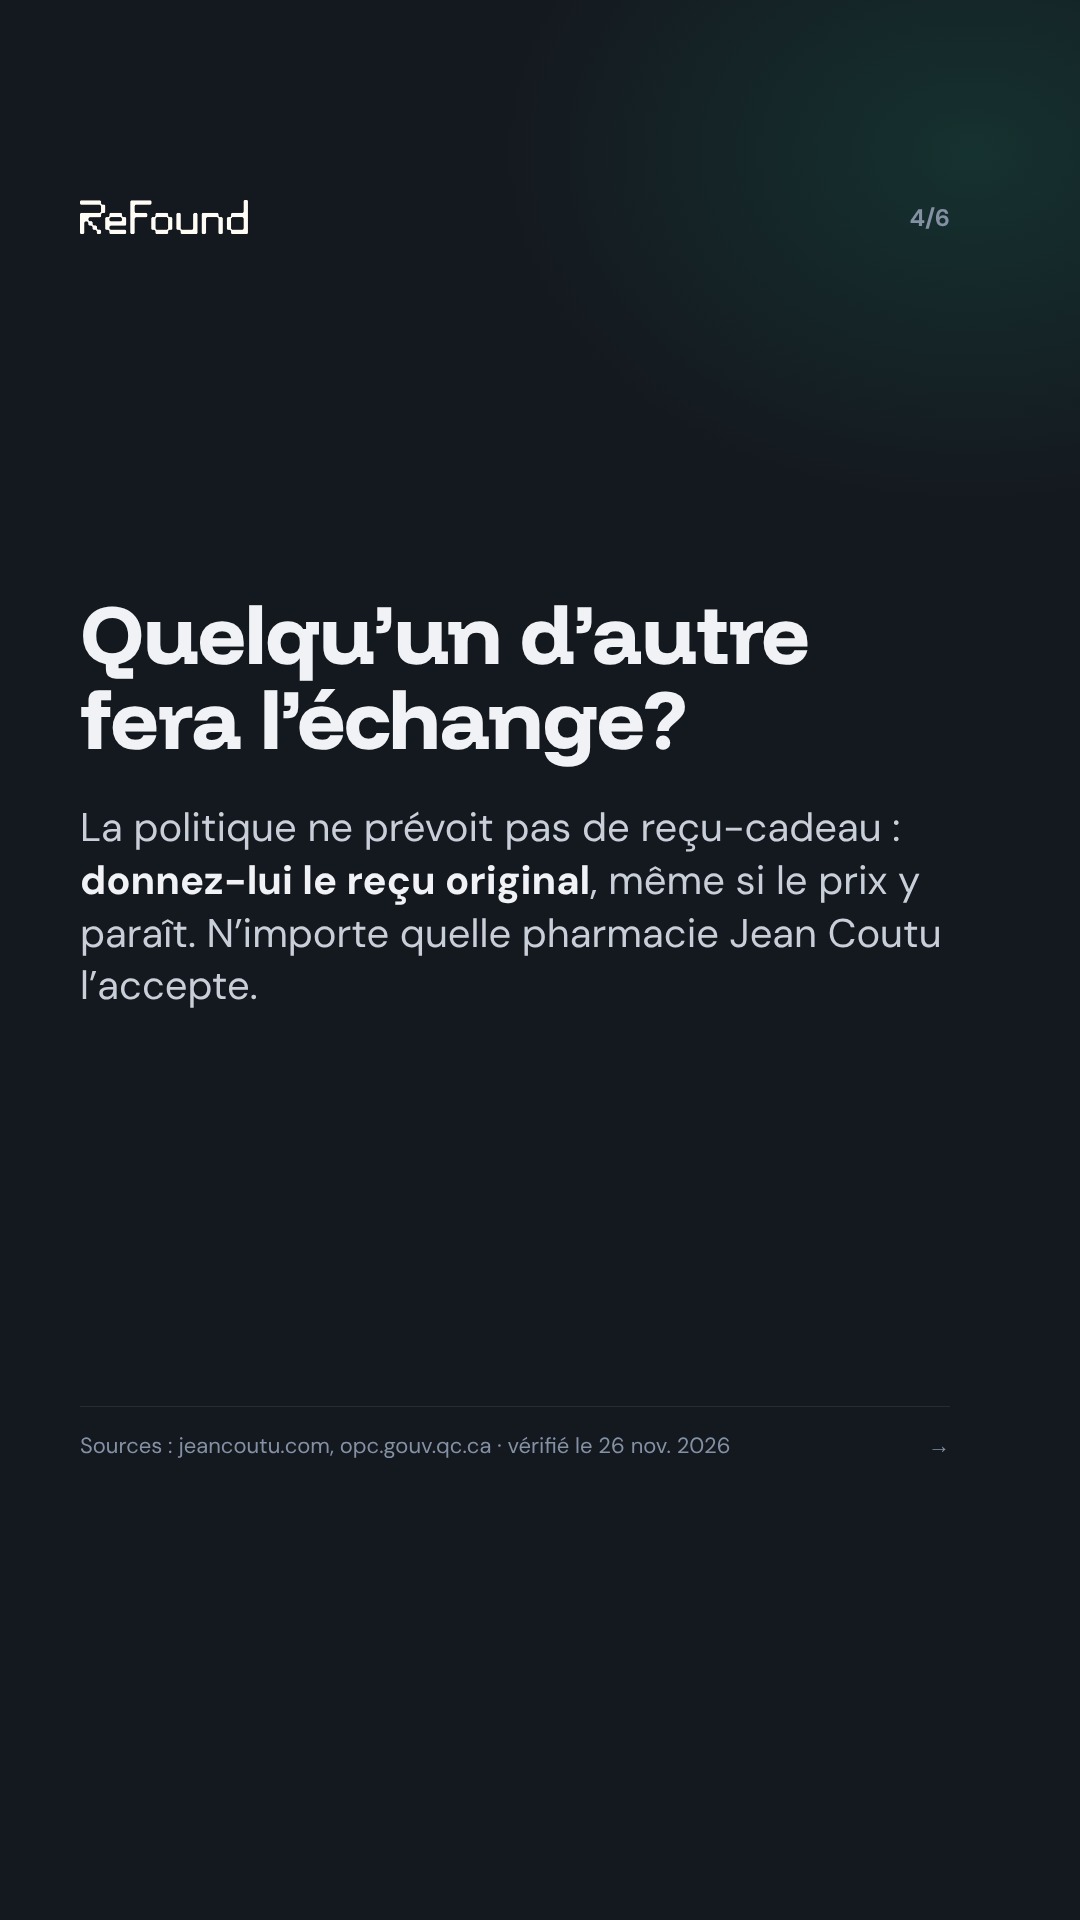 ReFound
4/6
Quelqu’un d’autre
fera l’échange?
La politique ne prévoit pas de reçu-cadeau :
donnez-lui le reçu original, même si le prix y
paraît. N’importe quelle pharmacie Jean Coutu
l’accepte.
Sources : jeancoutu.com, opc.gouv.qc.ca · vérifié le 26 nov. 2026 →